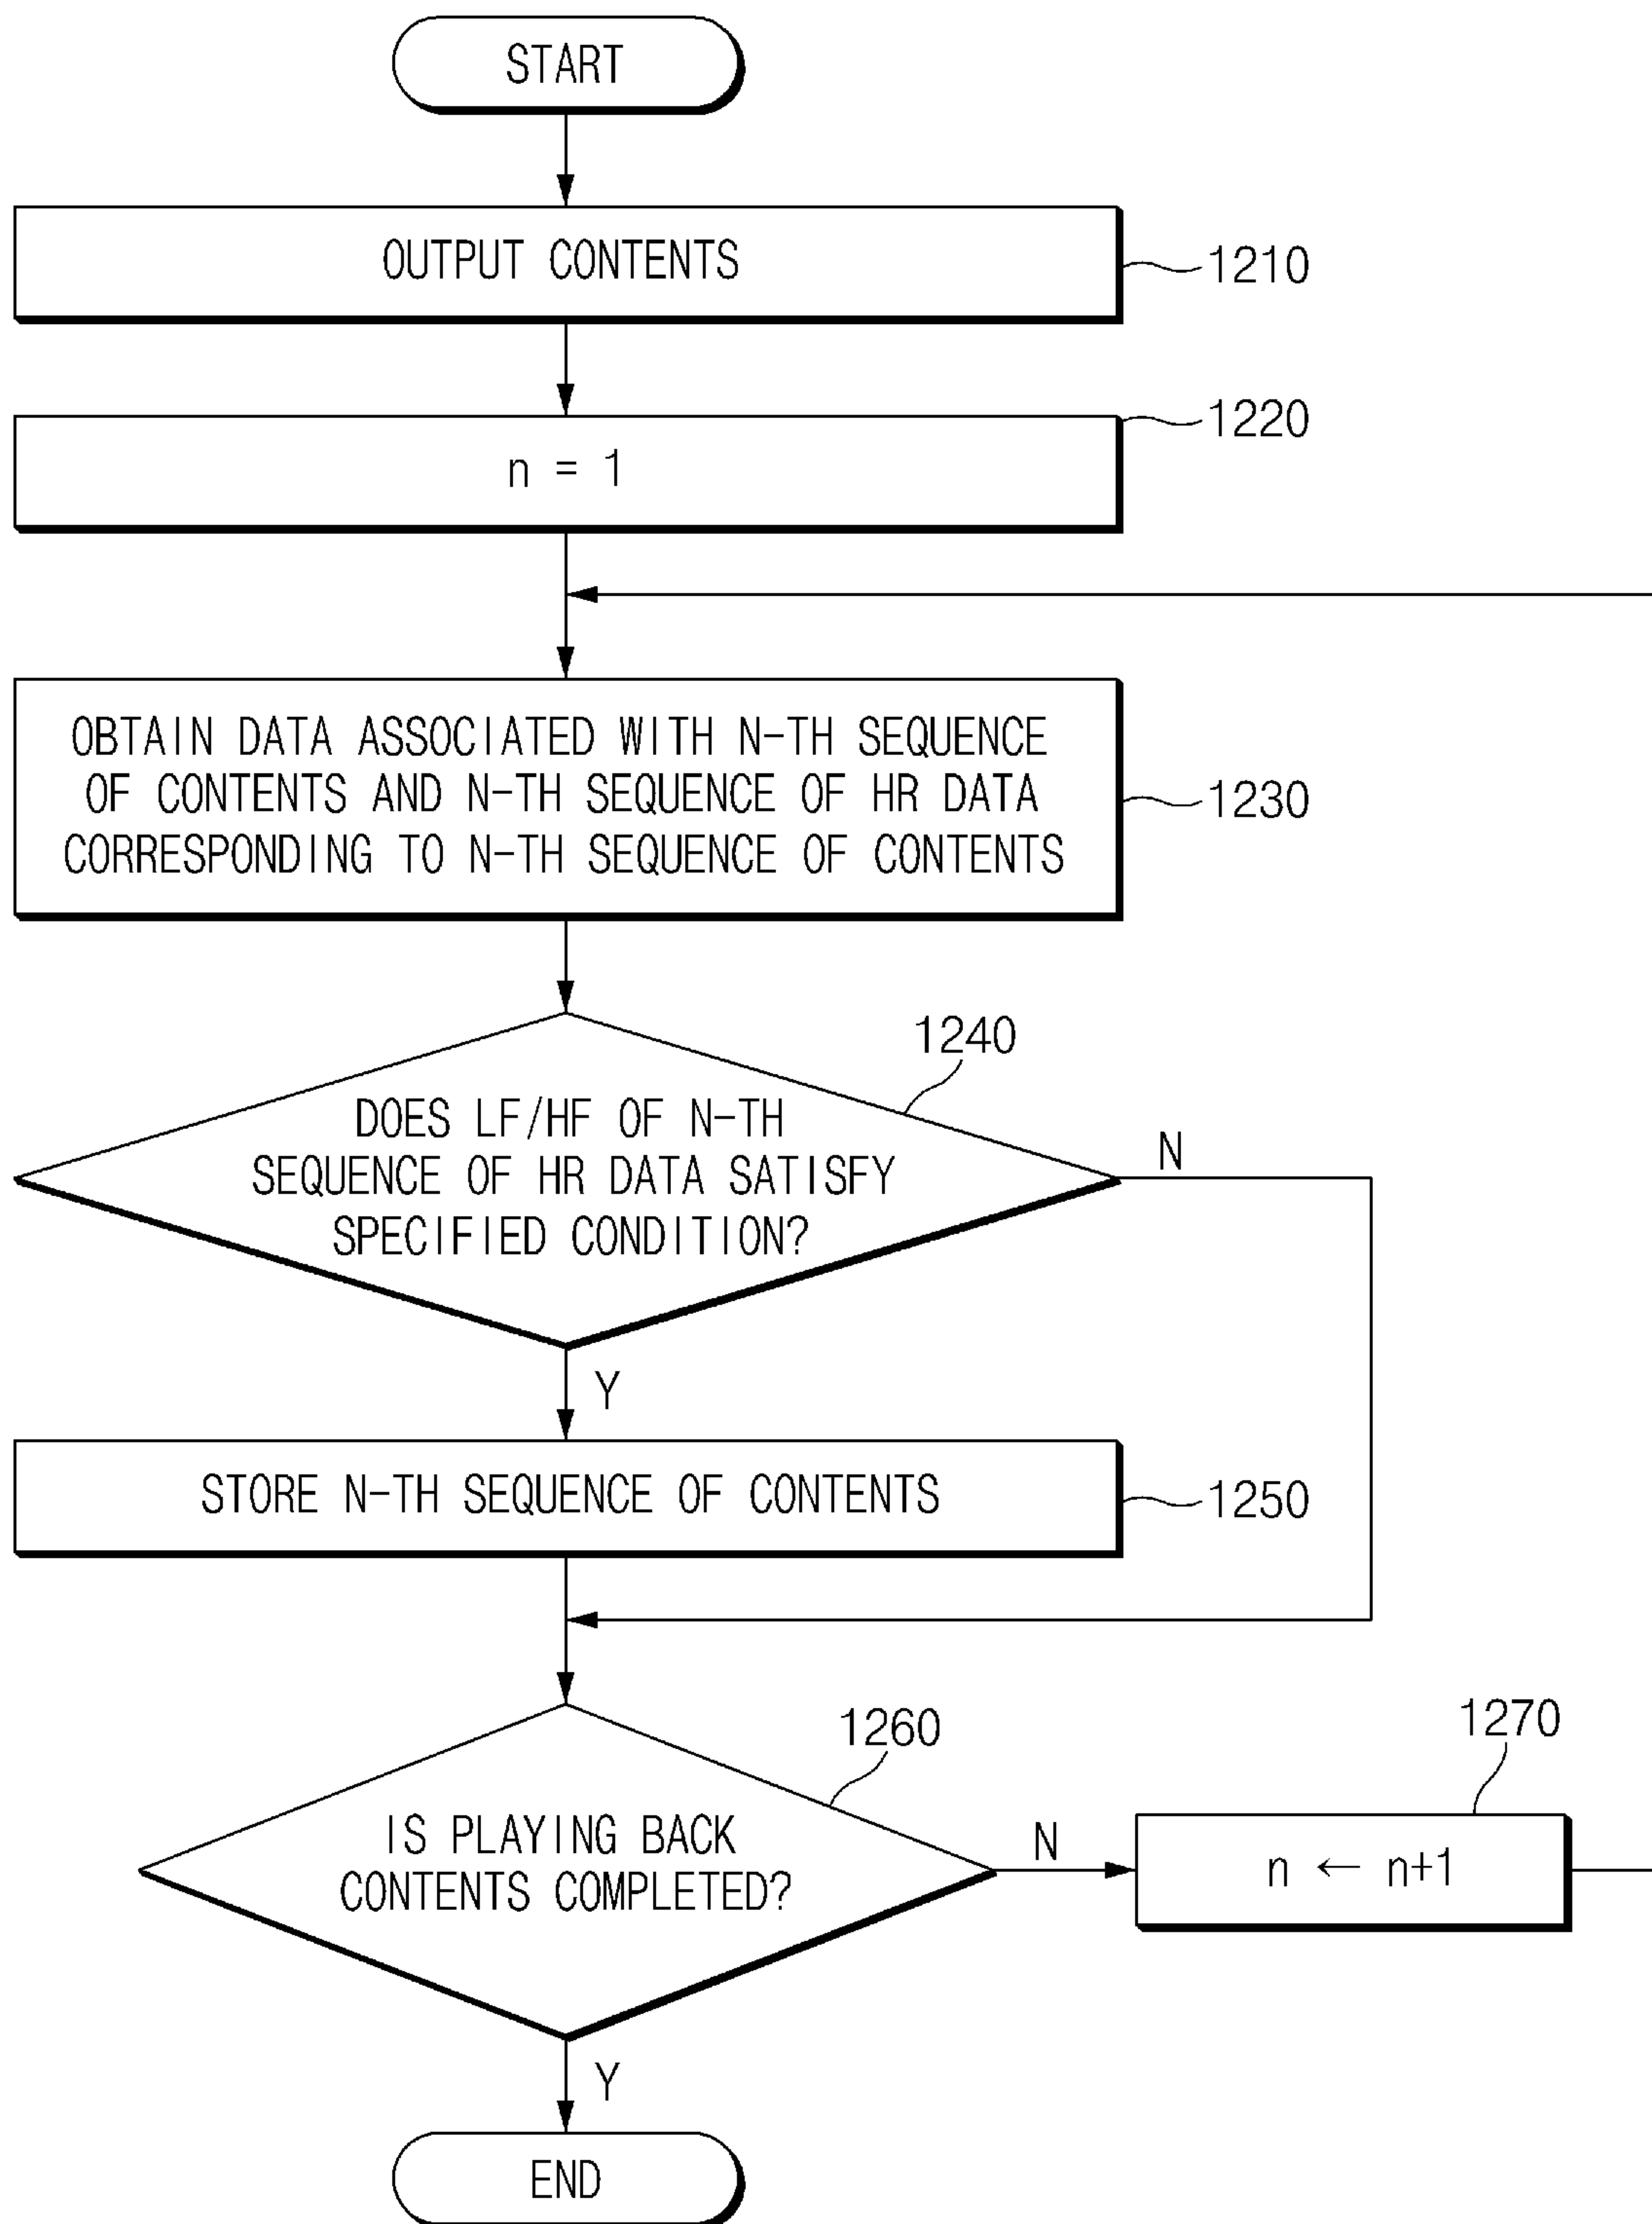 START
OUTPUT CONTENTS
1210
n = 1
1220
OBTAIN DATA ASSOCIATED WITH N-TH SEQUENCE
OF CONTENTS AND N-TH SEQUENCE OF HR DATA
CORRESPONDING TO N-TH SEQUENCE OF CONTENTS
1230
1240
DOES LF/HF OF N-TH
SEQUENCE OF HR DATA SATISFY
SPECIFIED CONDITION?
N
Y
STORE N-TH SEQUENCE OF CONTENTS
1250
1260
IS PLAYING BACK
CONTENTS COMPLETED?
N
1270
n ← n+1
Y
END